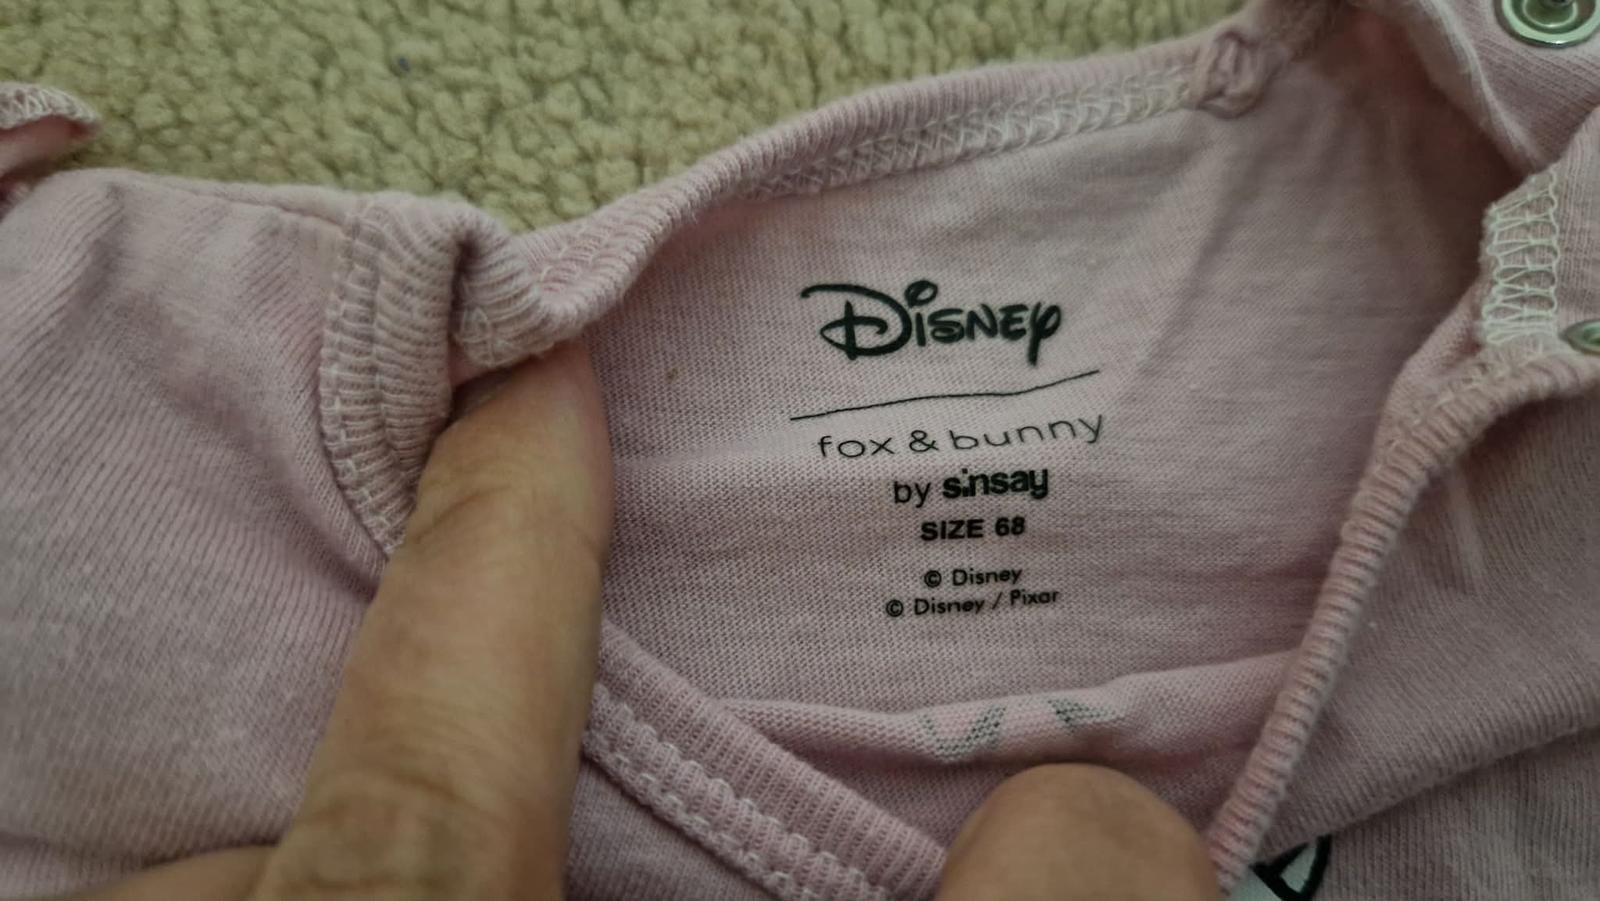 Disney
fox & bunny
by sinsay
SIZE 68
© Disney
© Disney / Pixar